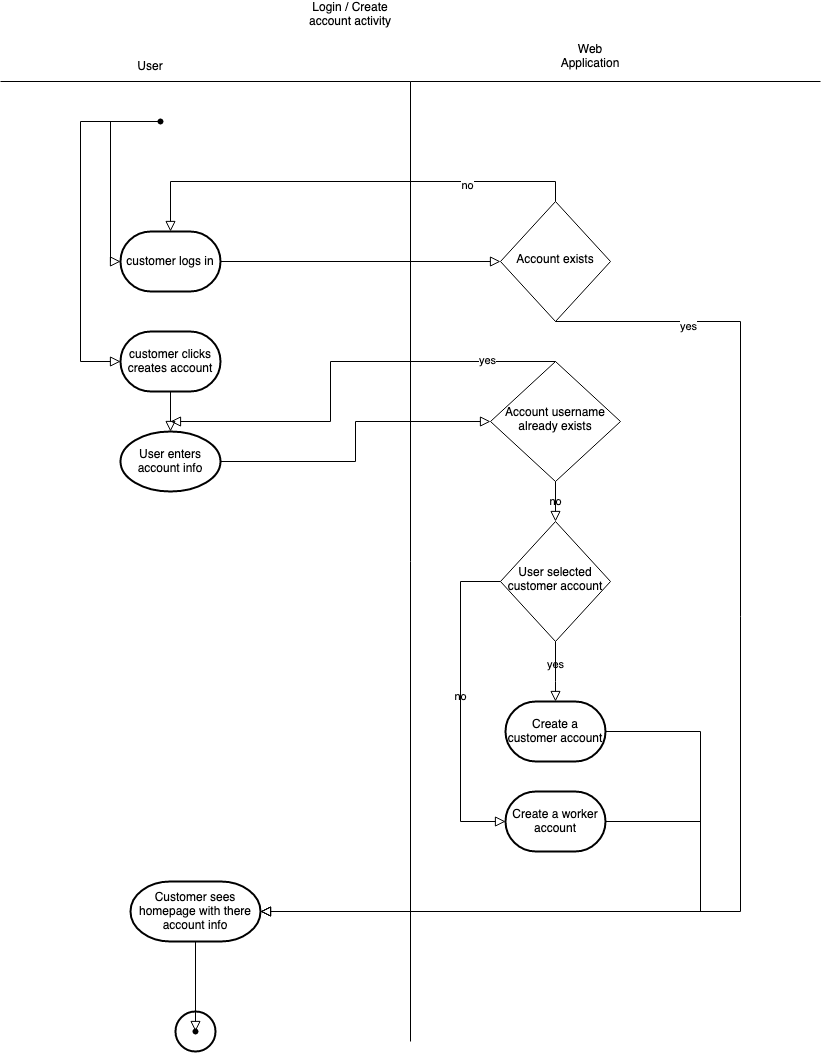 Login / Create
account activity
Web
Application
User
no
customer logs in
Account exists
yes
customer clicks
creates account
yes
Account username
already exists
User enters
account info
no
User selected
customer account
yes
no
Create a
customer account
Create a worker
account
Customer sees
homepage with there
account info